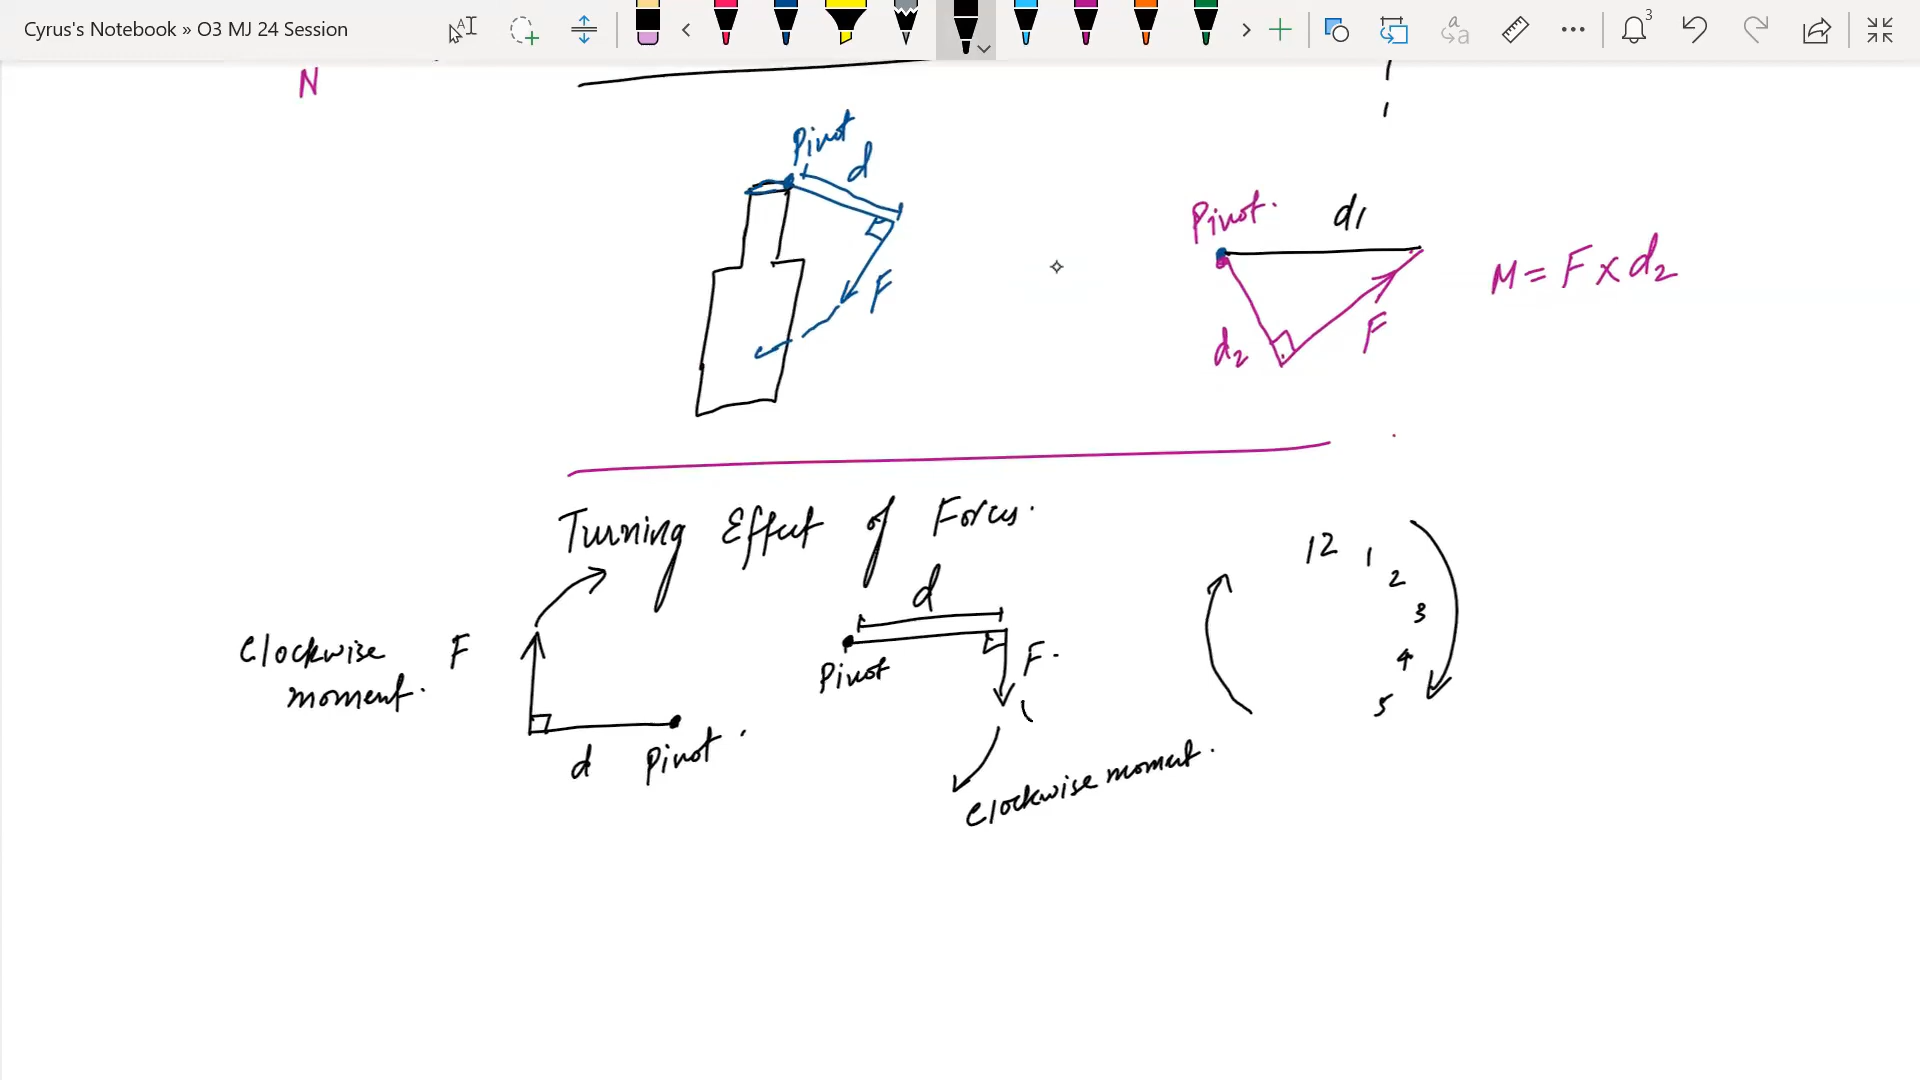 Cyrus's Notebook » O3 MJ 24 Session
3
N
Pivot
d
F
Pivot.
d1
d2
F
M = F x d2
Turning Effect of Forces.
Clockwise
moment.
F
d
Pivot.
d
Pivot
F.
Clockwise moment.
12
1
2
3
4
5